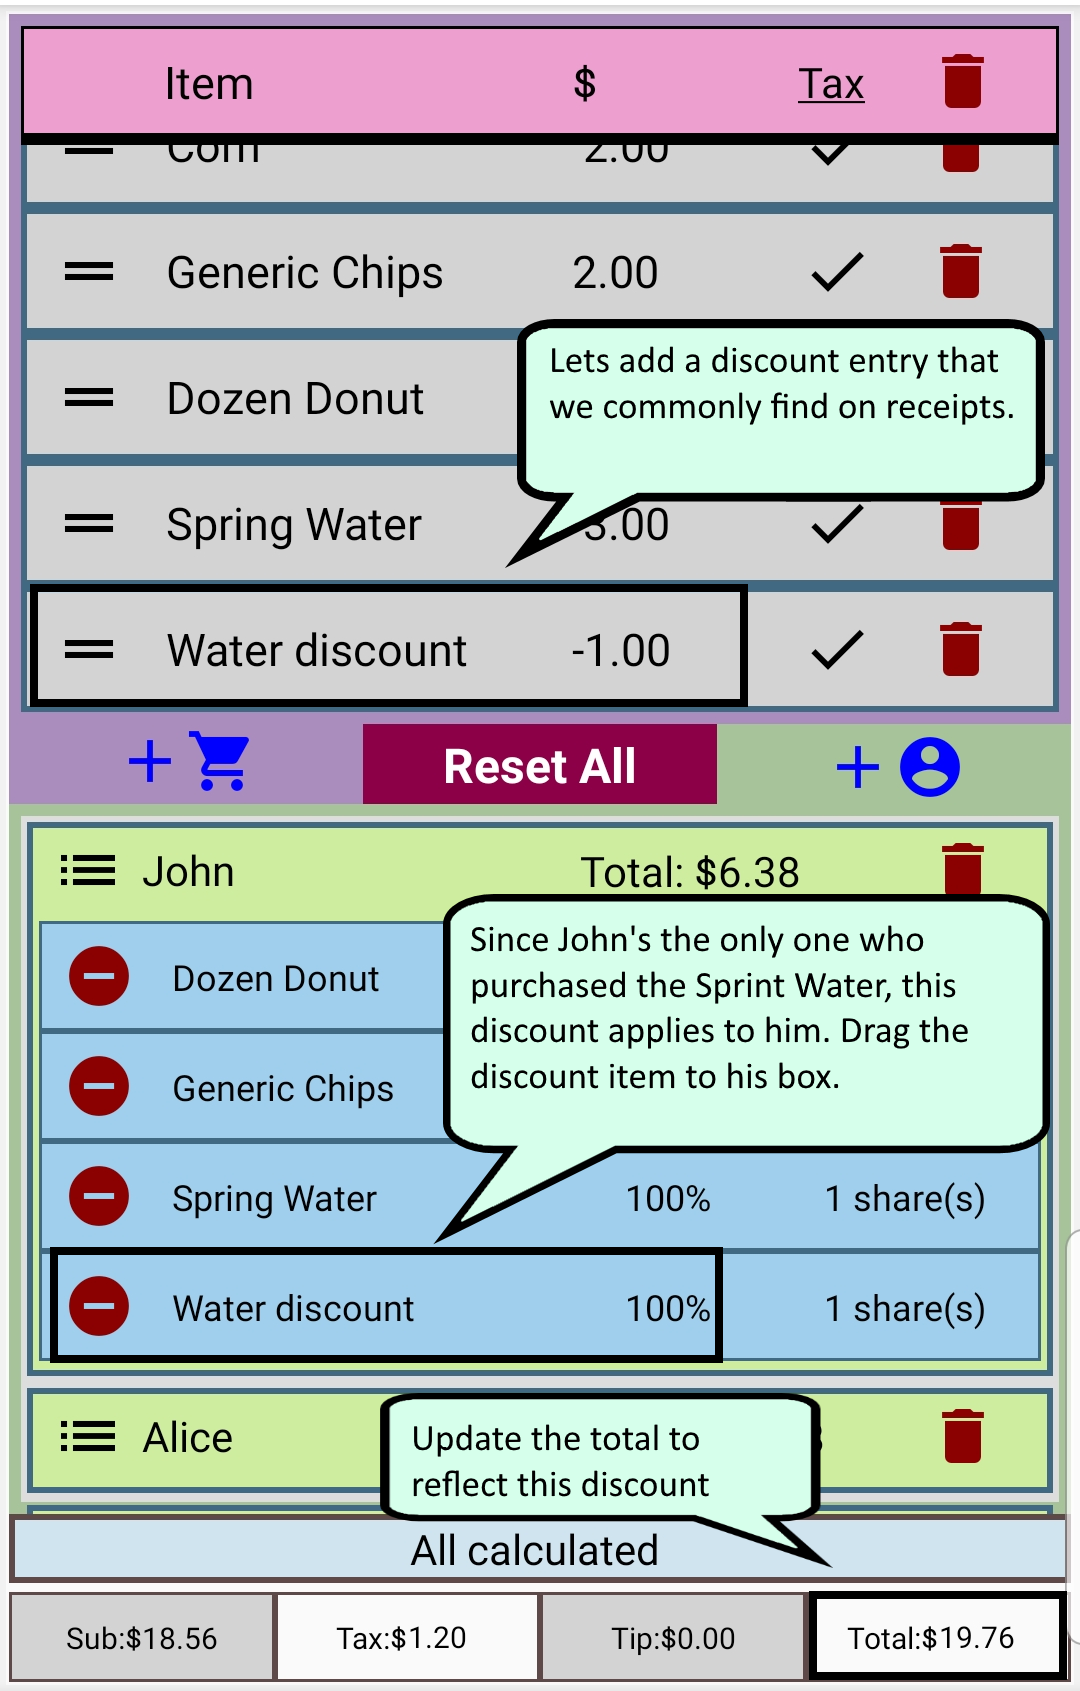 Item $ Tax
Corn 2.00
Generic Chips 2.00
Lets add a discount entry that
we commonly find on receipts.
Dozen Donut
Spring Water 3.00
Water discount -1.00
+ Reset All +
John Total: $6.38
Since John's the only one who
purchased the Sprint Water, this
discount applies to him. Drag the
discount item to his box.
Dozen Donut
Generic Chips
Spring Water 100% 1 share(s)
Water discount 100% 1 share(s)
Alice
Update the total to
reflect this discount
All calculated
Sub:$18.56 Tax:$1.20 Tip:$0.00 Total:$19.76